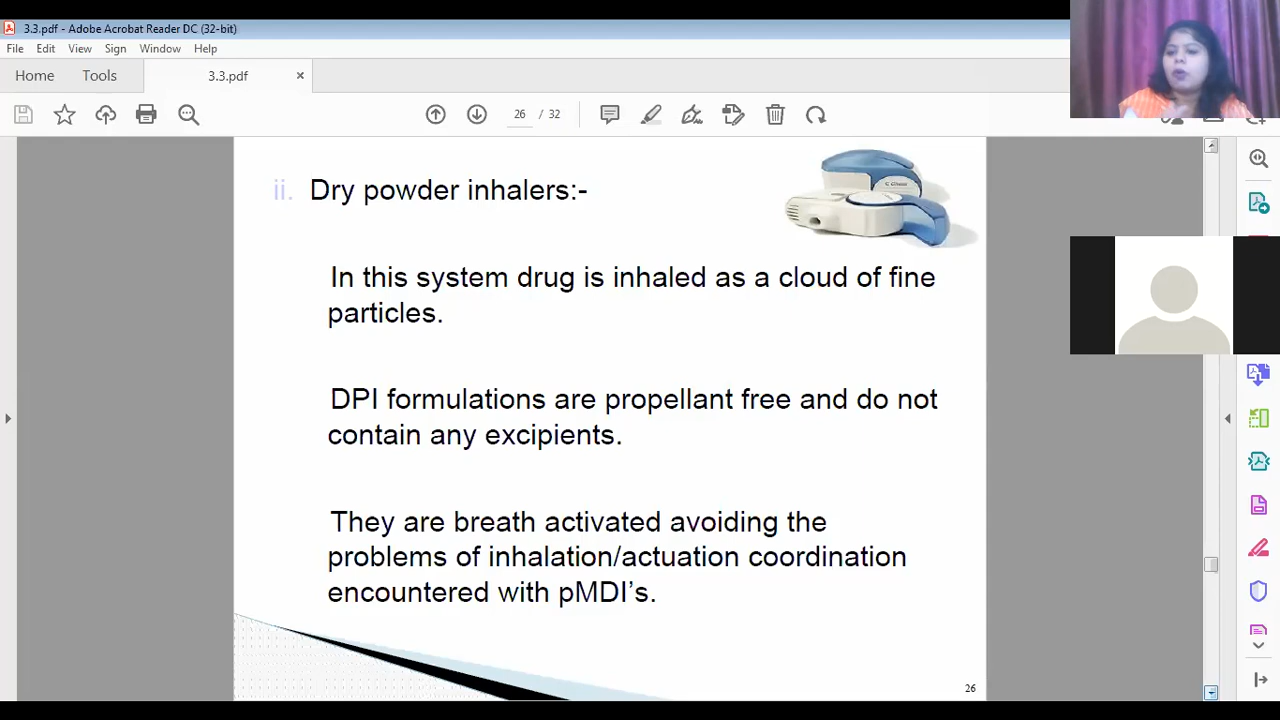 3.3.pdf - Adobe Acrobat Reader DC (32-bit)
File Edit View Sign Window Help
Home Tools 3.3.pdf ×
26 / 32
ii. Dry powder inhalers:-
In this system drug is inhaled as a cloud of fine
particles.
DPI formulations are propellant free and do not
contain any excipients.
They are breath activated avoiding the
problems of inhalation/actuation coordination
encountered with pMDI’s.
26